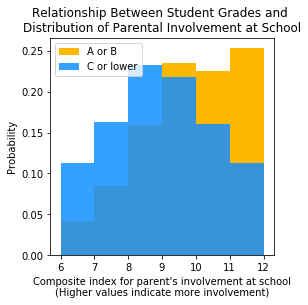 Relationship Between Student Grades and
Distribution of Parental Involvement at School
A or B
C or lower
0.25
0.20
0.15
0.10
0.05
0.00
Probability
6 7 8 9 10 11 12
Composite index for parent's involvement at school
(Higher values indicate more involvement)